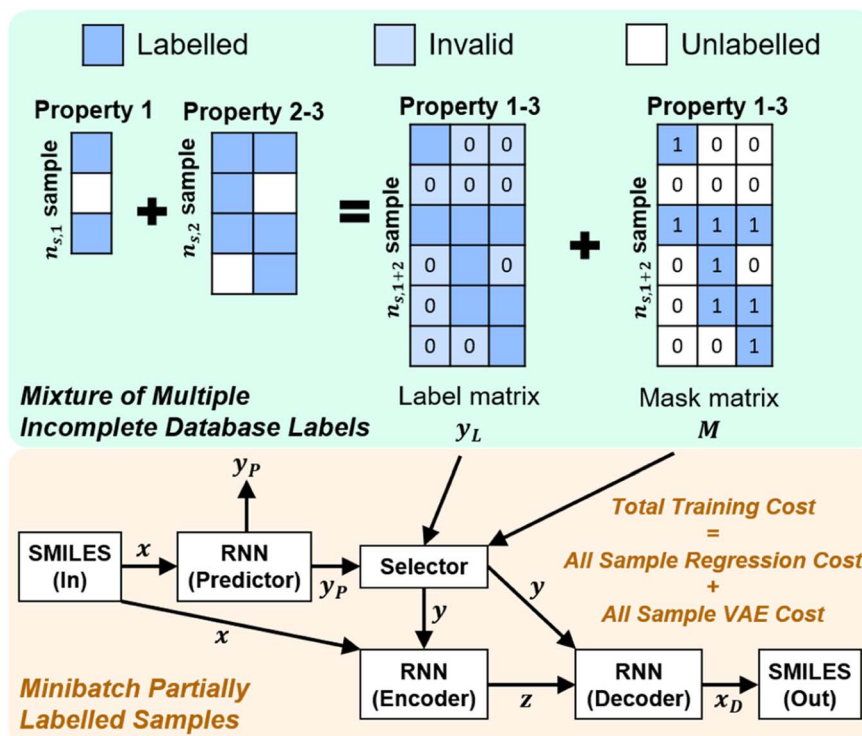 Labelled Invalid Unlabelled
Property 1 Property 2-3 Property 1-3 Property 1-3
n_{s,1} sample
n_{s,2} sample
n_{s,1+2} sample
0 0
0 0 0
0 0
0
0 0
n_{s,1+2} sample
1 0 0
0 0 0
1 1 1
0 1 0
0 1 1
0 0 1
+
=
+
Mixture of Multiple
Incomplete Database Labels
Label matrix
y_L
Mask matrix
M
y_P
SMILES
(In)
x
RNN
(Predictor)
y_P
Selector
Total Training Cost
=
All Sample Regression Cost
+
All Sample VAE Cost
x
y
y
RNN
(Encoder)
z
RNN
(Decoder)
x_D
SMILES
(Out)
Minibatch Partially
Labelled Samples